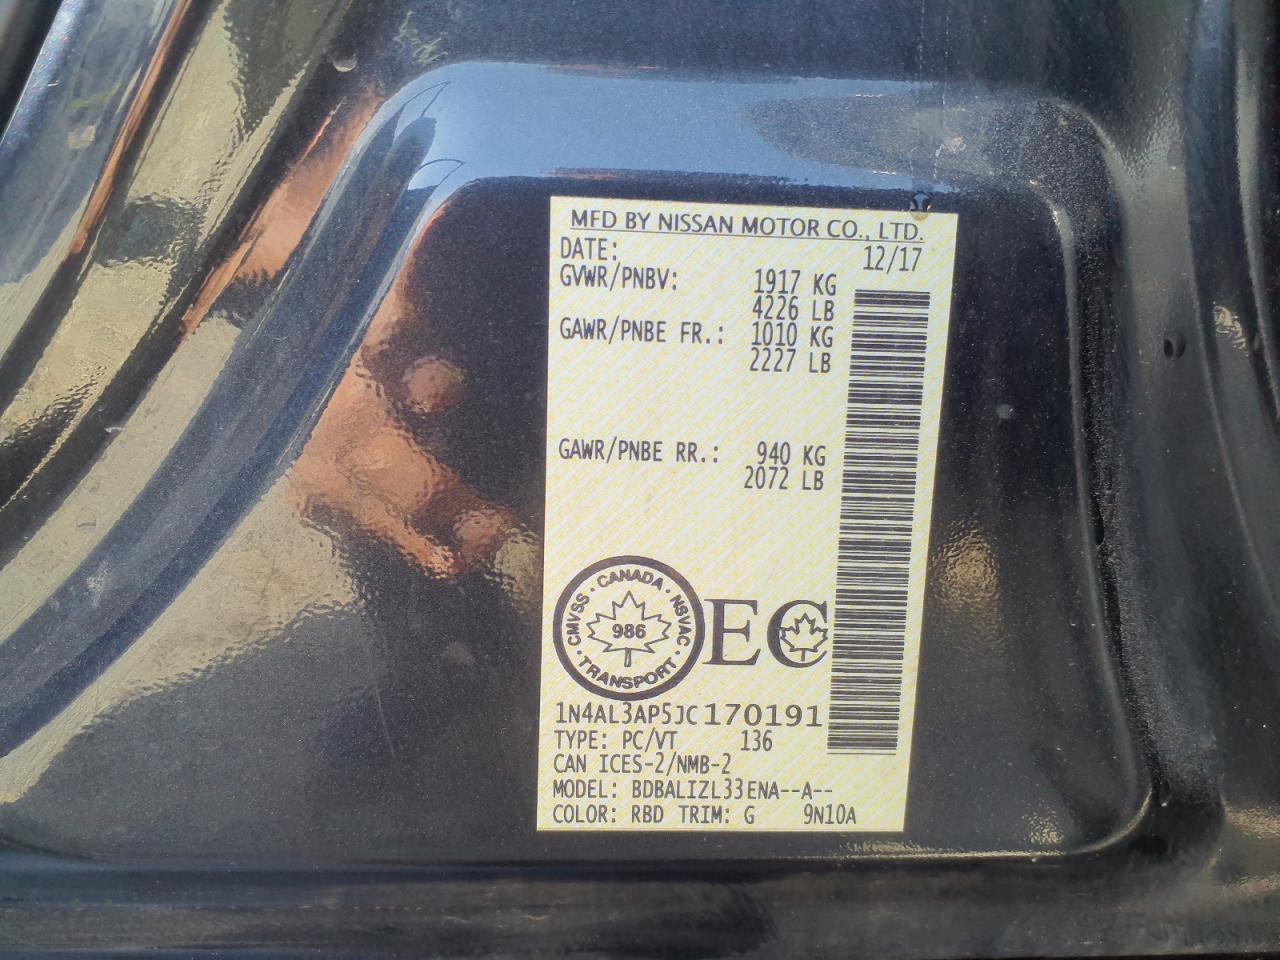 MFD BY NISSAN MOTOR CO., LTD.
DATE: 12/17
GVWR/PNBV: 1917 KG
4226 LB
GAWR/PNBE FR.: 1010 KG
2227 LB
GAWR/PNBE RR.: 940 KG
2072 LB
CMVSS · CANADA · NSVAC · TRANSPORT ·
986
EC
1N4AL3AP5JC170191
TYPE: PC/VT 136
CAN ICES-2/NMB-2
MODEL: BDBALIZL33ENA--A--
COLOR: RBD TRIM: G 9N10A